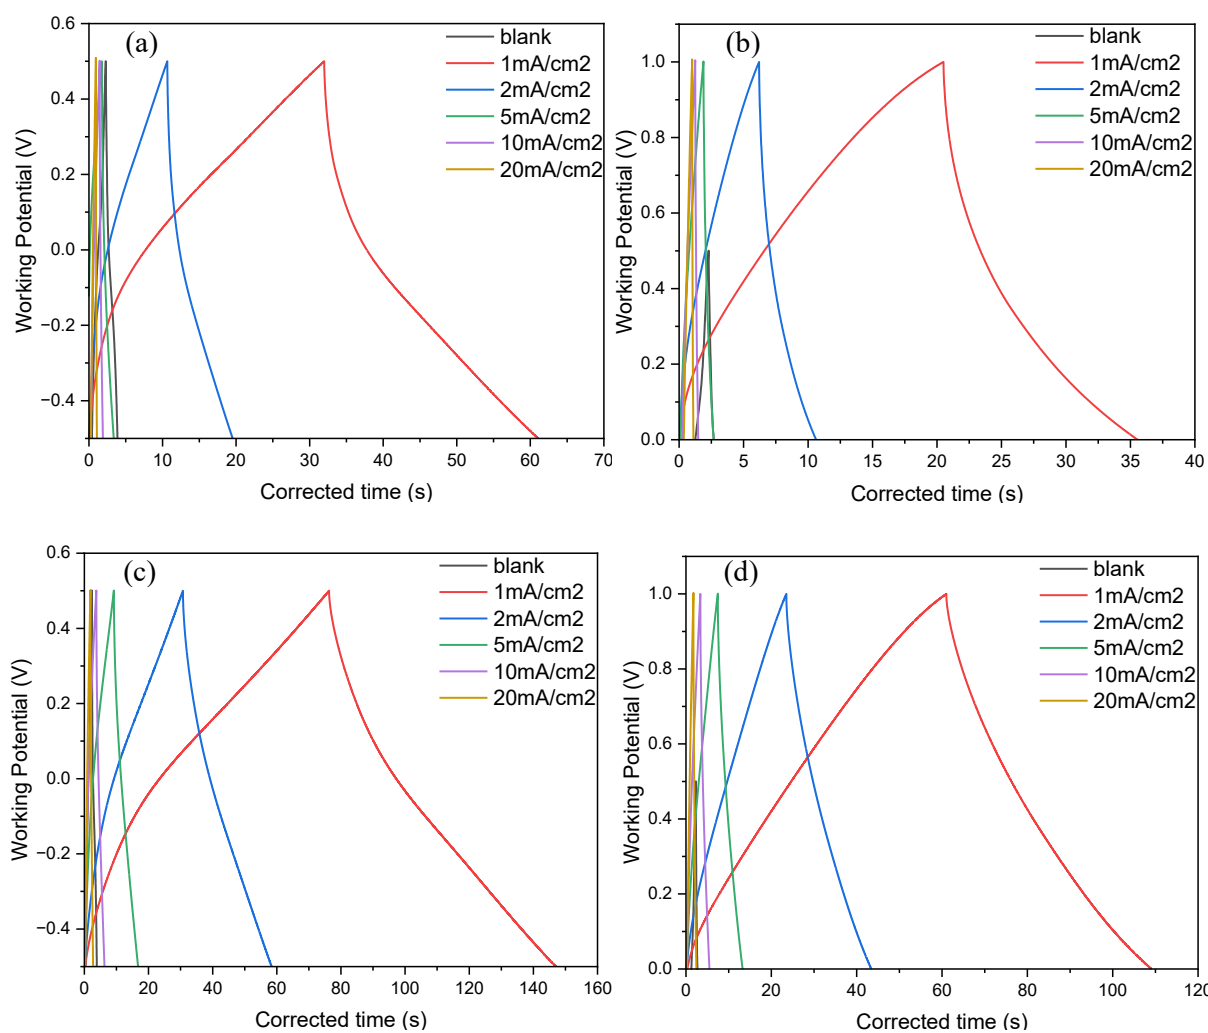 (a)
blank
1mA/cm2
2mA/cm2
5mA/cm2
10mA/cm2
20mA/cm2
0.6
0.4
0.2
0.0
−0.2
−0.4
Working Potential (V)
0 10 20 30 40 50 60 70
Corrected time (s)
(b)
blank
1mA/cm2
2mA/cm2
5mA/cm2
10mA/cm2
20mA/cm2
1.0
0.8
0.6
0.4
0.2
0.0
Working Potential (V)
0 5 10 15 20 25 30 35 40
Corrected time (s)
(c)
blank
1mA/cm2
2mA/cm2
5mA/cm2
10mA/cm2
20mA/cm2
0.6
0.4
0.2
0.0
−0.2
−0.4
Working Potential (V)
0 20 40 60 80 100 120 140 160
Corrected time (s)
(d)
blank
1mA/cm2
2mA/cm2
5mA/cm2
10mA/cm2
20mA/cm2
1.0
0.8
0.6
0.4
0.2
0.0
Working Potential (V)
0 20 40 60 80 100 120
Corrected time (s)